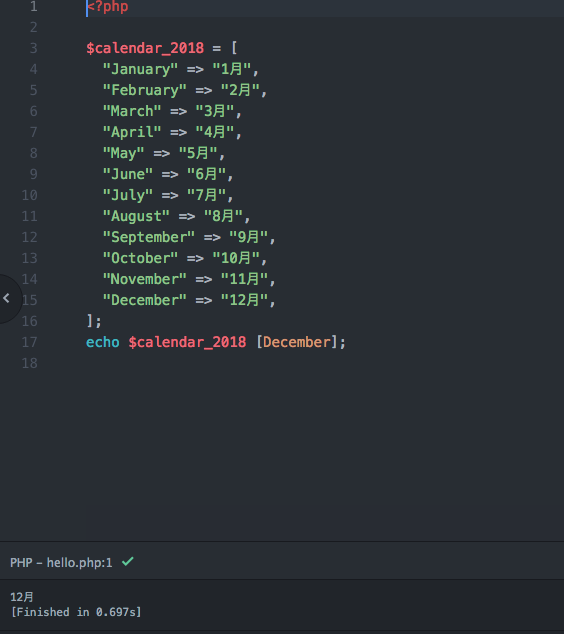 1 <?php
2
3 $calendar_2018 = [
4 "January" => "1月",
5 "February" => "2月",
6 "March" => "3月",
7 "April" => "4月",
8 "May" => "5月",
9 "June" => "6月",
10 "July" => "7月",
11 "August" => "8月",
12 "September" => "9月",
13 "October" => "10月",
14 "November" => "11月",
15 "December" => "12月",
16 ];
17 echo $calendar_2018 [December];
18
PHP - hello.php:1
12月
[Finished in 0.697s]